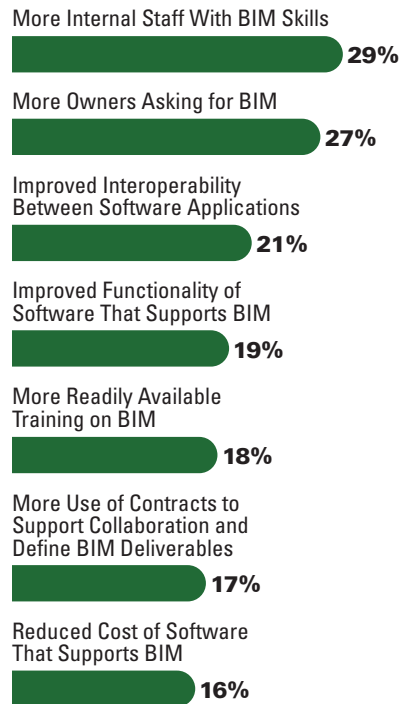 More Internal Staff With BIM Skills
29%
More Owners Asking for BIM
27%
Improved Interoperability
Between Software Applications
21%
Improved Functionality of
Software That Supports BIM
19%
More Readily Available
Training on BIM
18%
More Use of Contracts to
Support Collaboration and
Define BIM Deliverables
17%
Reduced Cost of Software
That Supports BIM
16%